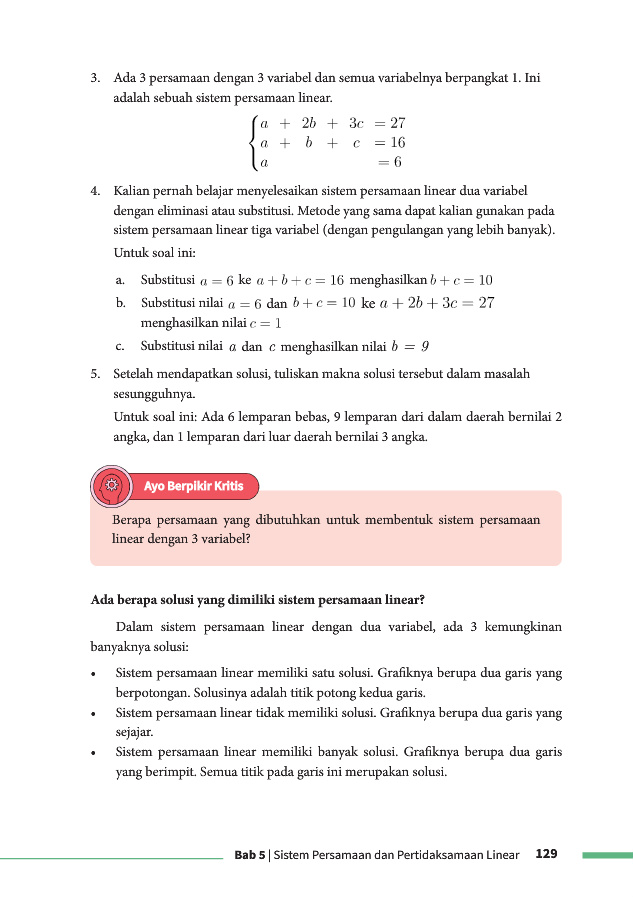 3. Ada 3 persamaan dengan 3 variabel dan semua variabelnya berpangkat 1. Ini
adalah sebuah sistem persamaan linear.
a + 2b + 3c = 27
a + b + c = 16
a = 6
4. Kalian pernah belajar menyelesaikan sistem persamaan linear dua variabel
dengan eliminasi atau substitusi. Metode yang sama dapat kalian gunakan pada
sistem persamaan linear tiga variabel (dengan pengulangan yang lebih banyak).
Untuk soal ini:
a. Substitusi a = 6 ke a + b + c = 16 menghasilkan b + c = 10
b. Substitusi nilai a = 6 dan b + c = 10 ke a + 2b + 3c = 27
menghasilkan nilai c = 1
c. Substitusi nilai a dan c menghasilkan nilai b = 9
5. Setelah mendapatkan solusi, tuliskan makna solusi tersebut dalam masalah
sesungguhnya.
Untuk soal ini: Ada 6 lemparan bebas, 9 lemparan dari dalam daerah bernilai 2
angka, dan 1 lemparan dari luar daerah bernilai 3 angka.
Ayo Berpikir Kritis
Berapa persamaan yang dibutuhkan untuk membentuk sistem persamaan
linear dengan 3 variabel?
Ada berapa solusi yang dimiliki sistem persamaan linear?
Dalam sistem persamaan linear dengan dua variabel, ada 3 kemungkinan
banyaknya solusi:
• Sistem persamaan linear memiliki satu solusi. Grafiknya berupa dua garis yang
berpotongan. Solusinya adalah titik potong kedua garis.
• Sistem persamaan linear tidak memiliki solusi. Grafiknya berupa dua garis yang
sejajar.
• Sistem persamaan linear memiliki banyak solusi. Grafiknya berupa dua garis
yang berimpit. Semua titik pada garis ini merupakan solusi.
Bab 5 | Sistem Persamaan dan Pertidaksamaan Linear 129